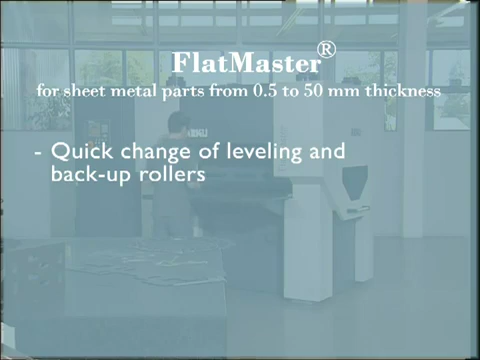 FlatMaster®
for sheet metal parts from 0.5 to 50 mm thickness
- Quick change of leveling and
back-up rollers